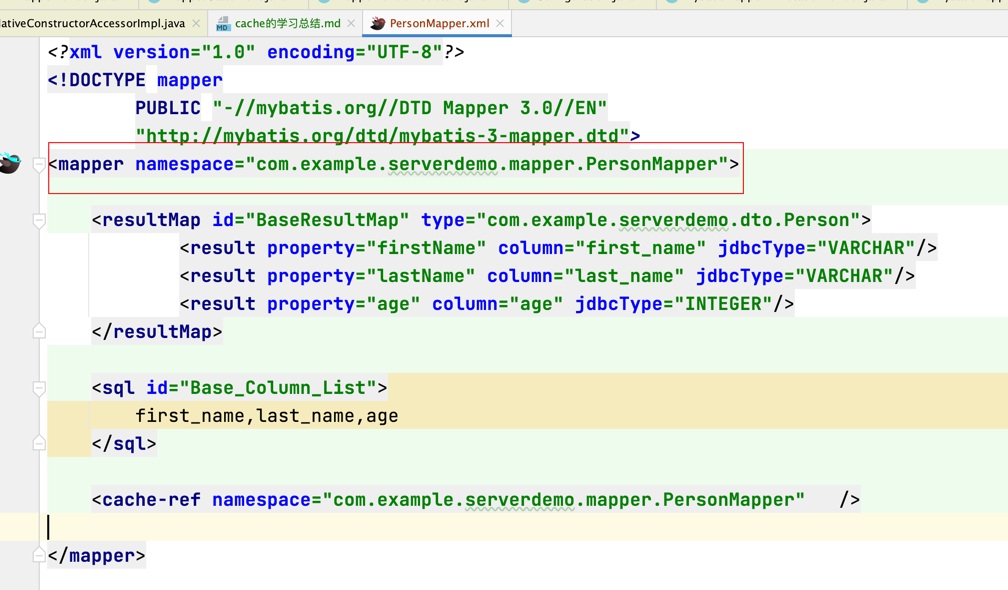 lativeConstructorAccessorImpl.java
cache的学习总结.md
PersonMapper.xml
<?xml version="1.0" encoding="UTF-8"?>
<!DOCTYPE mapper
PUBLIC "-//mybatis.org//DTD Mapper 3.0//EN"
"http://mybatis.org/dtd/mybatis-3-mapper.dtd">
<mapper namespace="com.example.serverdemo.mapper.PersonMapper">
<resultMap id="BaseResultMap" type="com.example.serverdemo.dto.Person">
<result property="firstName" column="first_name" jdbcType="VARCHAR"/>
<result property="lastName" column="last_name" jdbcType="VARCHAR"/>
<result property="age" column="age" jdbcType="INTEGER"/>
</resultMap>
<sql id="Base_Column_List">
first_name,last_name,age
</sql>
<cache-ref namespace="com.example.serverdemo.mapper.PersonMapper"   />
</mapper>